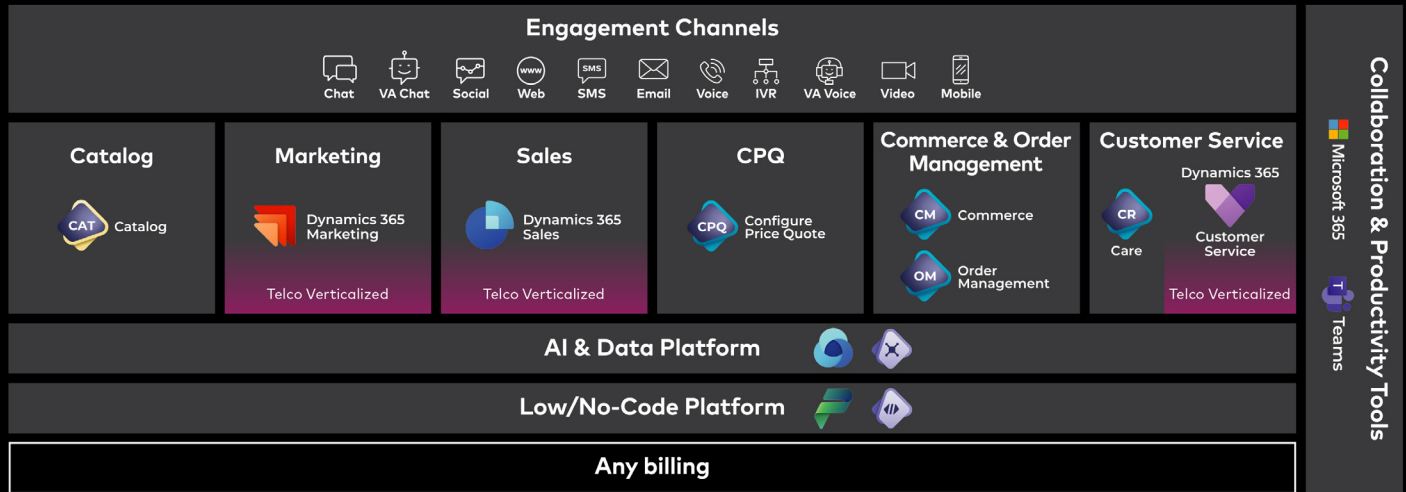 Engagement Channels
Chat
VA Chat
Social
www
Web
SMS
SMS
Email
Voice
IVR
VA Voice
Video
Mobile
Catalog
CAT
Catalog
Marketing
Dynamics 365
Marketing
Telco Verticalized
Sales
Dynamics 365
Sales
Telco Verticalized
CPQ
CPQ
Configure
Price Quote
Commerce & Order
Management
CM
Commerce
OM
Order
Management
Customer Service
CR
Care
Dynamics 365
Customer
Service
Telco Verticalized
AI & Data Platform
Low/No-Code Platform
Any billing
Collaboration & Productivity Tools
Microsoft 365
T
Teams